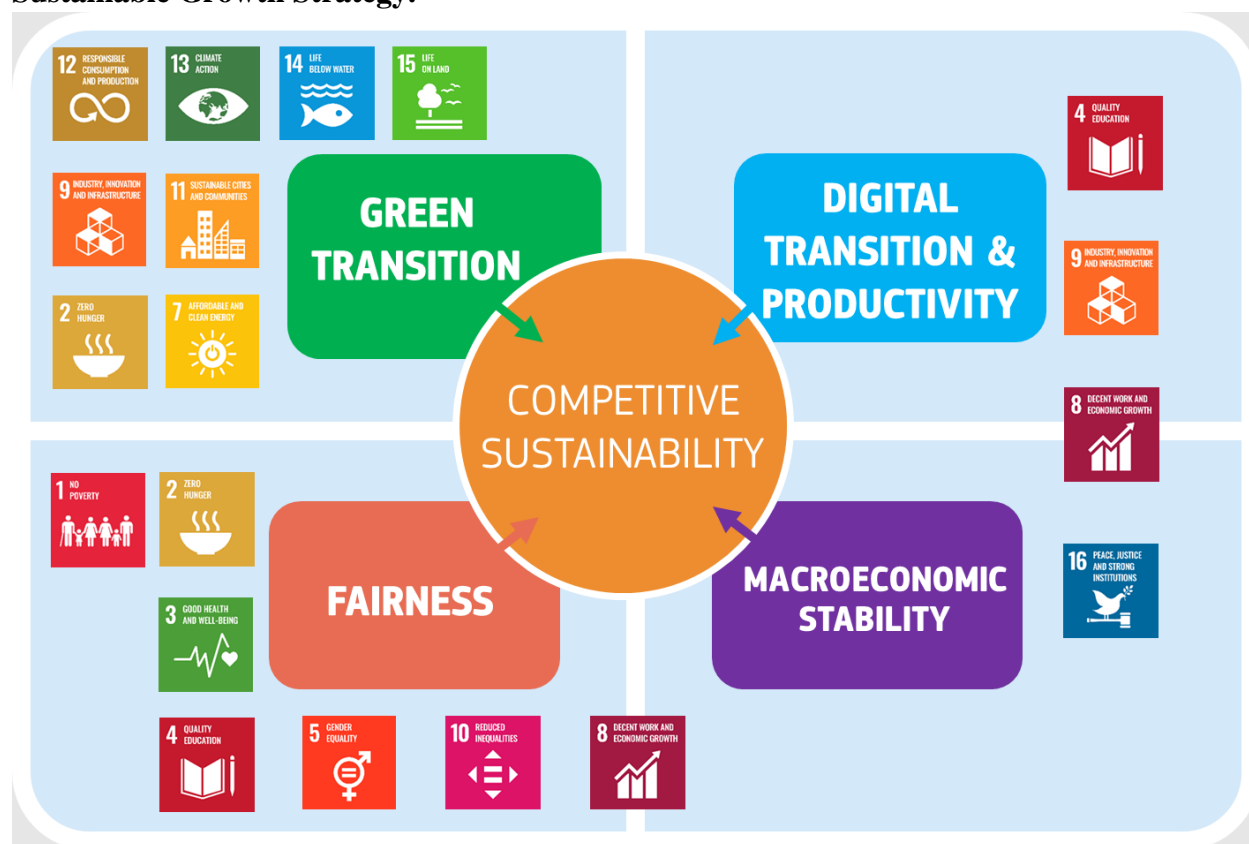 Sustainable Growth Strategy.
12 RESPONSIBLE
CONSUMPTION
AND PRODUCTION
13 CLIMATE
ACTION
14 LIFE
BELOW WATER
15 LIFE
ON LAND
9 INDUSTRY, INNOVATION
AND INFRASTRUCTURE
11 SUSTAINABLE CITIES
AND COMMUNITIES
2 ZERO
HUNGER
7 AFFORDABLE AND
CLEAN ENERGY
GREEN
TRANSITION
DIGITAL
TRANSITION &
PRODUCTIVITY
4 QUALITY
EDUCATION
9 INDUSTRY, INNOVATION
AND INFRASTRUCTURE
8 DECENT WORK AND
ECONOMIC GROWTH
COMPETITIVE
SUSTAINABILITY
1 NO
POVERTY
2 ZERO
HUNGER
3 GOOD HEALTH
AND WELL-BEING
FAIRNESS
4 QUALITY
EDUCATION
5 GENDER
EQUALITY
10 REDUCED
INEQUALITIES
8 DECENT WORK AND
ECONOMIC GROWTH
MACROECONOMIC
STABILITY
16 PEACE, JUSTICE
AND STRONG
INSTITUTIONS